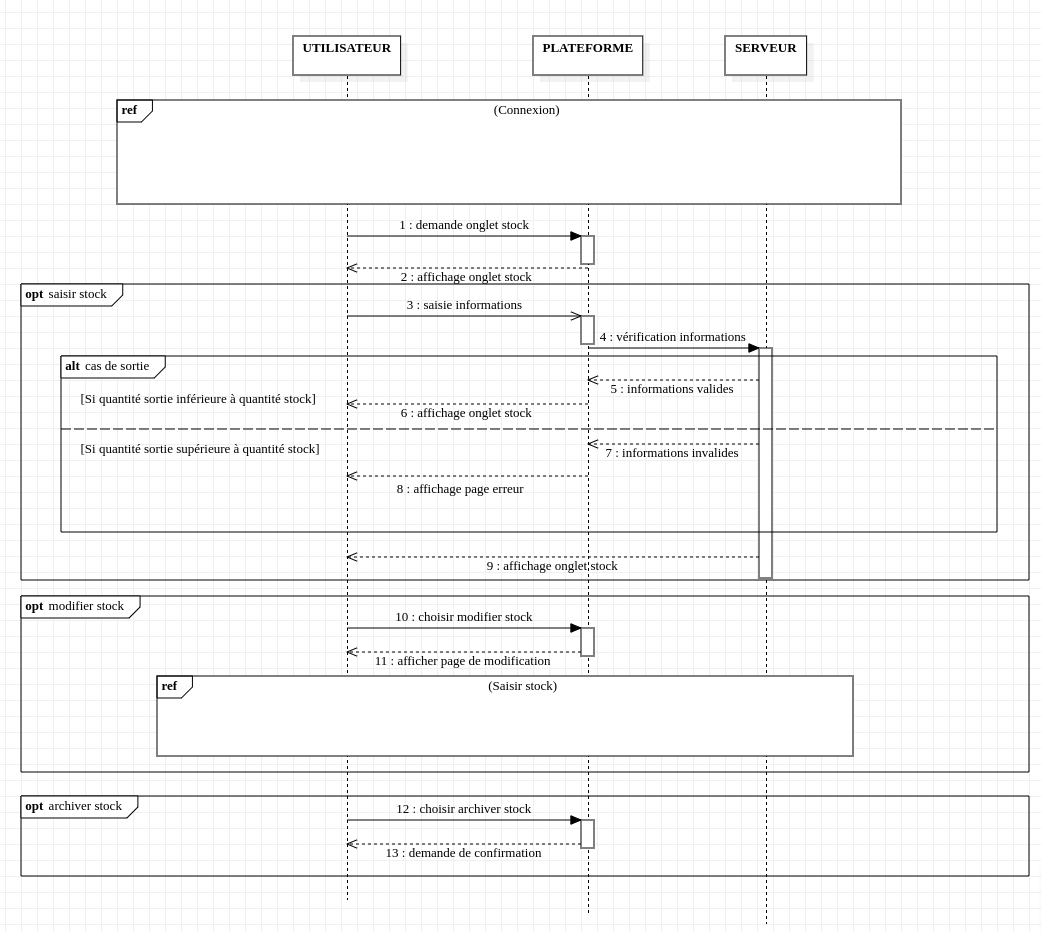 UTILISATEUR
PLATEFORME
SERVEUR
ref
(Connexion)
1 : demande onglet stock
2 : affichage onglet stock
opt saisir stock
3 : saisie informations
4 : vérification informations
alt cas de sortie
5 : informations valides
[Si quantité sortie inférieure à quantité stock]
6 : affichage onglet stock
[Si quantité sortie supérieure à quantité stock]
7 : informations invalides
8 : affichage page erreur
9 : affichage onglet stock
opt modifier stock
10 : choisir modifier stock
11 : afficher page de modification
ref
(Saisir stock)
opt archiver stock
12 : choisir archiver stock
13 : demande de confirmation